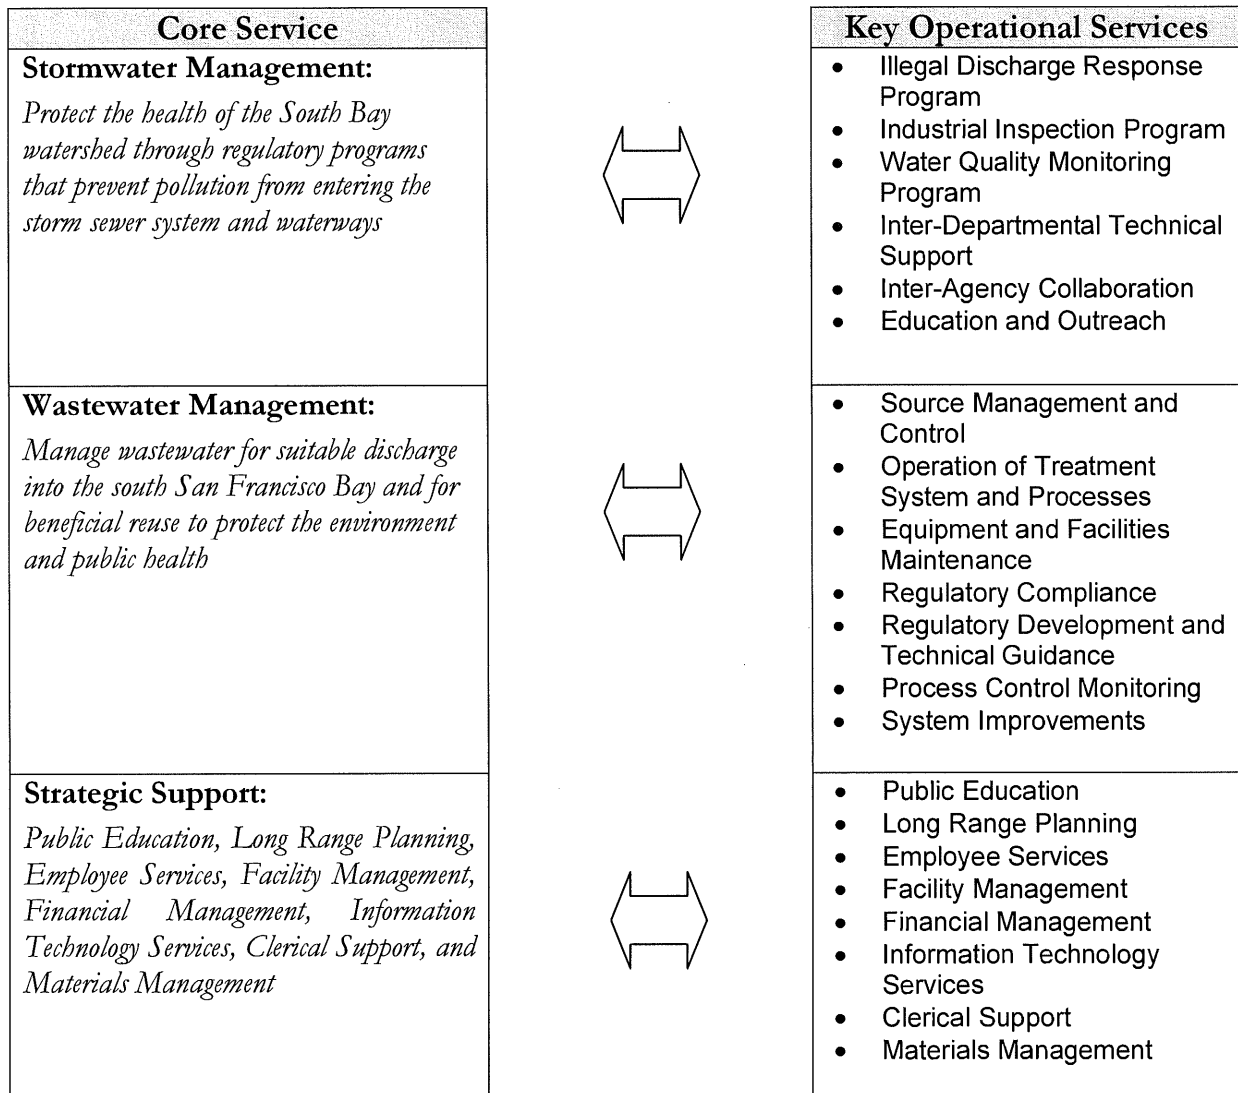 Core Service
Stormwater Management:
Protect the health of the South Bay
watershed through regulatory programs
that prevent pollution from entering the
storm sewer system and waterways
Key Operational Services
• Illegal Discharge Response
Program
• Industrial Inspection Program
• Water Quality Monitoring
Program
• Inter-Departmental Technical
Support
• Inter-Agency Collaboration
• Education and Outreach
Wastewater Management:
Manage wastewater for suitable discharge
into the south San Francisco Bay and for
beneficial reuse to protect the environment
and public health
• Source Management and
Control
• Operation of Treatment
System and Processes
• Equipment and Facilities
Maintenance
• Regulatory Compliance
• Regulatory Development and
Technical Guidance
• Process Control Monitoring
• System Improvements
Strategic Support:
Public Education, Long Range Planning,
Employee Services, Facility Management,
Financial Management, Information
Technology Services, Clerical Support, and
Materials Management
• Public Education
• Long Range Planning
• Employee Services
• Facility Management
• Financial Management
• Information Technology
Services
• Clerical Support
• Materials Management